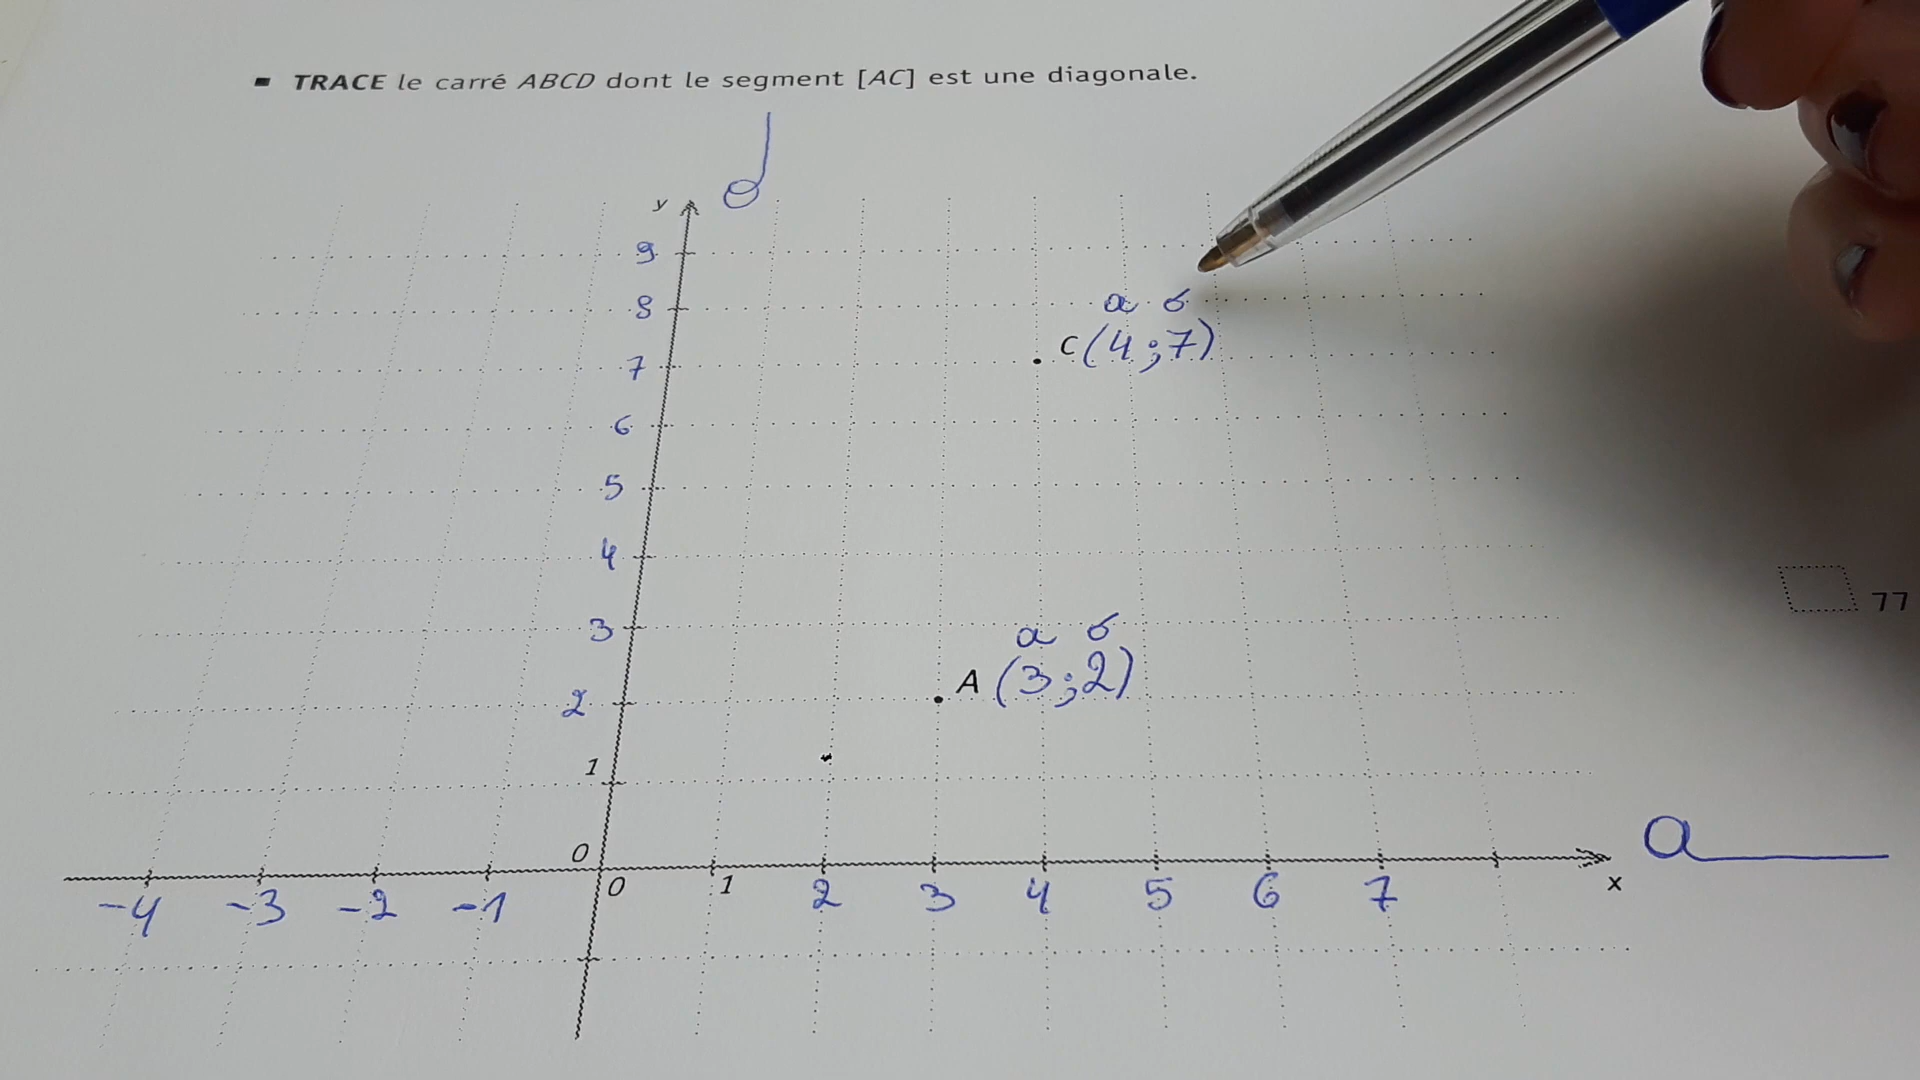 ▪ TRACE le carré ABCD dont le segment [AC] est une diagonale.
o
y
9
8
a o
7
C (4;7)
6
5
4
3
a o
2
A (3;2)
77
1
0
a
0 1 2 3 4 5 6 7
x
-4 -3 -2 -1